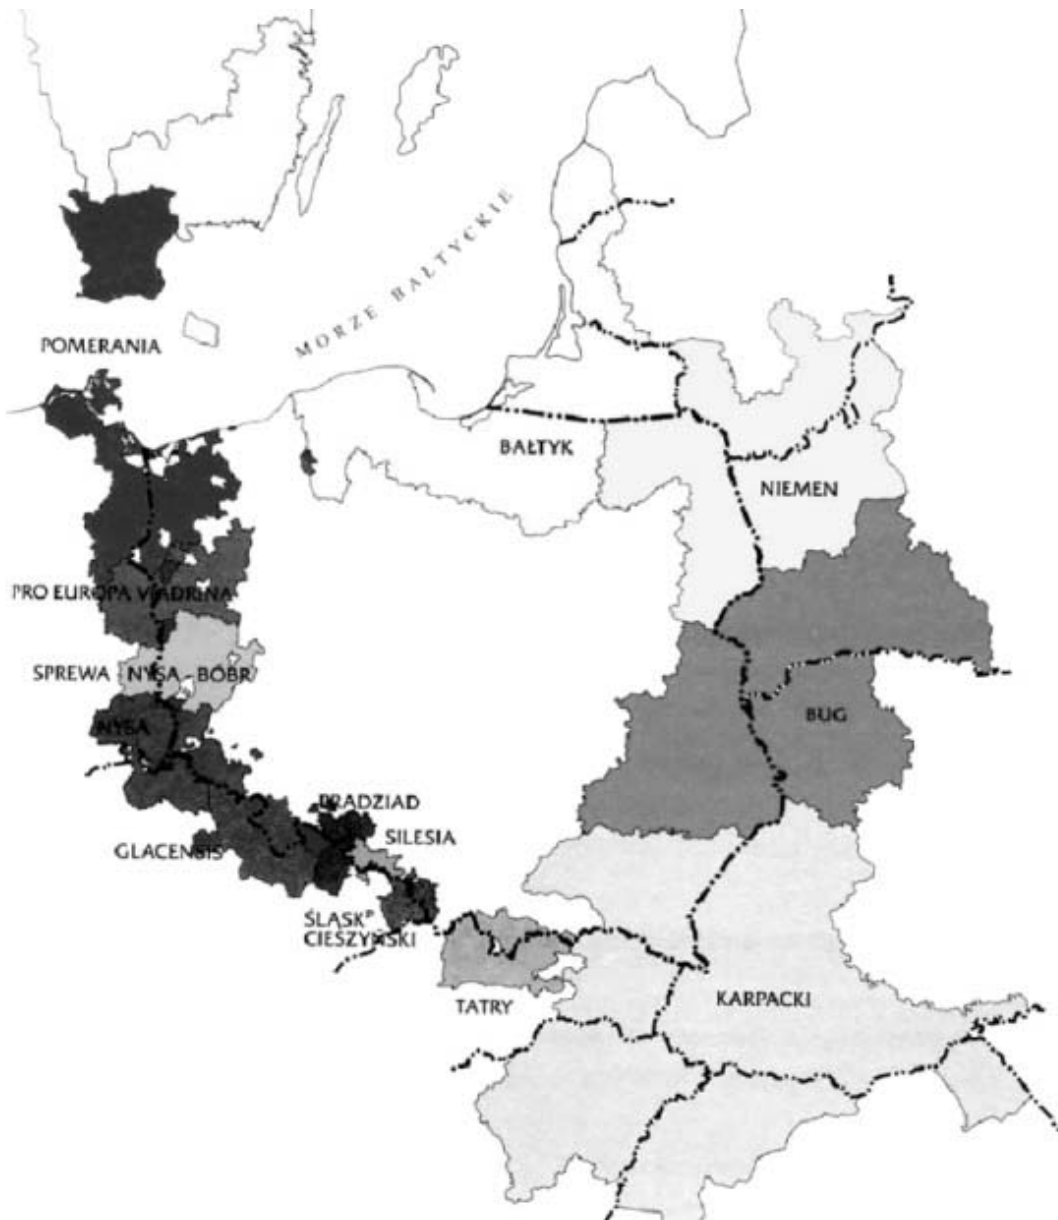 POMERANIA
MORZE BAŁTYCKIE
BAŁTYK
NIEMEN
PRO EUROPA VIADRINA
SPREWA - NYSA - BÓBR
NYSA
BUG
PRADZIAD
SILESIA
GLACENSIS
ŚLĄSK
CIESZYŃSKI
TATRY
KARPACKI